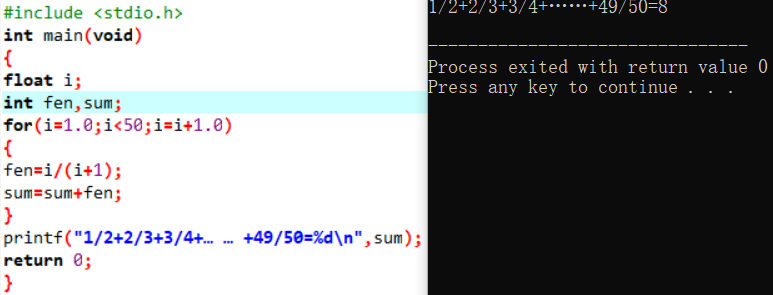 #include <stdio.h>
int main(void)
{
float i;
int fen,sum;
for(i=1.0;i<50;i=i+1.0)
{
fen=i/(i+1);
sum=sum+fen;
}
printf("1/2+2/3+3/4+… … +49/50=%d\n",sum);
return 0;
}
1/2+2/3+3/4+……+49/50=8
--------------------------------
Process exited with return value 0
Press any key to continue . . .